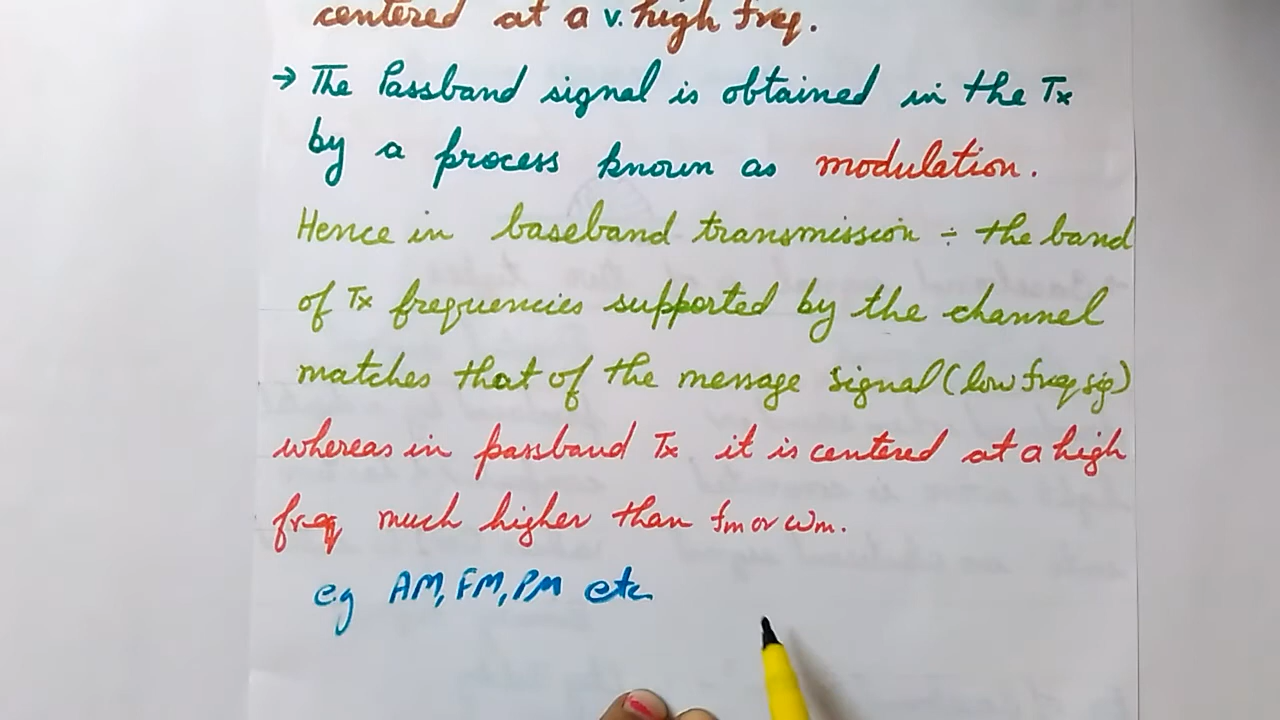 centered at a v. high freq.
→ The Passband signal is obtained in the Tx
by a process known as modulation.
Hence in baseband transmission ÷ the band
of Tx frequencies supported by the channel
matches that of the message signal (low freq sig)
whereas in passband Tx it is centered at a high
freq much higher than fm or ωm.
e.g AM, FM, PM etc